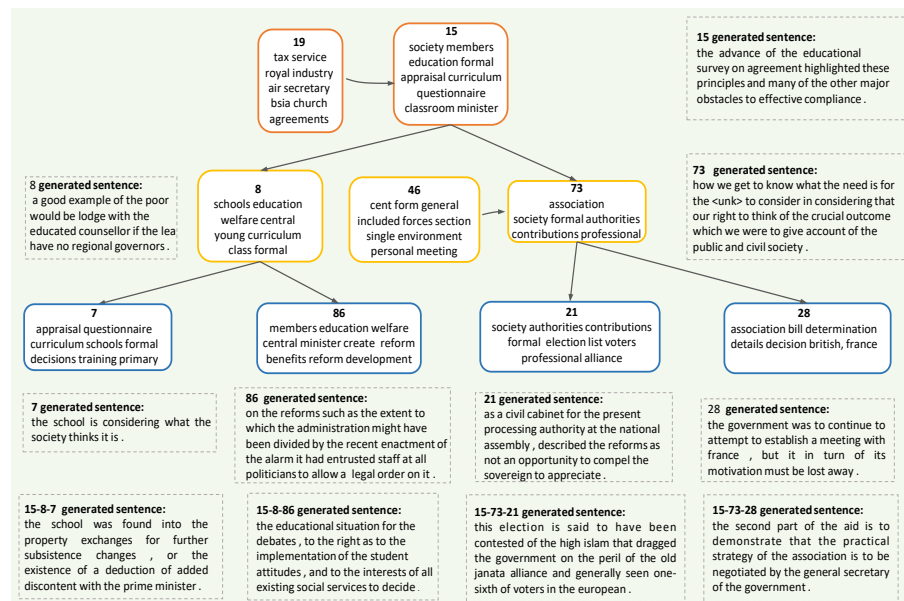 19
tax service
royal industry
air secretary
bsia church
agreements
15
society members
education formal
appraisal curriculum
questionnaire
classroom minister
15 generated sentence:
the advance of the educational
survey on agreement highlighted these
principles and many of the other major
obstacles to effective compliance .
8 generated sentence:
a good example of the poor
would be lodge with the
educated counsellor if the lea
have no regional governors .
8
schools education
welfare central
young curriculum
class formal
46
cent form general
included forces section
single environment
personal meeting
73
association
society formal authorities
contributions professional
73 generated sentence:
how we get to know what the need is for
the <unk> to consider in considering that
our right to think of the crucial outcome
which we were to give account of the
public and civil society .
7
appraisal questionnaire
curriculum schools formal
decisions training primary
86
members education welfare
central minister create reform
benefits reform development
21
society authorities contributions
formal election list voters
professional alliance
28
association bill determination
details decision british, france
7 generated sentence:
the school is considering what the
society thinks it is .
86 generated sentence:
on the reforms such as the extent to
which the administration might have
been divided by the recent enactment of
the alarm it had entrusted staff at all
politicians to allow a legal order on it .
21 generated sentence:
as a civil cabinet for the present
processing authority at the national
assembly , described the reforms as
not an opportunity to compel the
sovereign to appreciate .
28 generated sentence:
the government was to continue to
attempt to establish a meeting with
france , but it in turn of its
motivation must be lost away .
15-8-7 generated sentence:
the school was found into the
property exchanges for further
subsistence changes , or the
existence of a deduction of added
discontent with the prime minister .
15-8-86 generated sentence:
the educational situation for the
debates , to the right as to the
implementation of the student
attitudes , and to the interests of all
existing social services to decide .
15-73-21 generated sentence:
this election is said to have been
contested of the high islam that dragged
the government on the peril of the old
janata alliance and generally seen one-
sixth of voters in the european .
15-73-28 generated sentence:
the second part of the aid is to
demonstrate that the practical
strategy of the association is to be
negotiated by the general secretary
of the government .